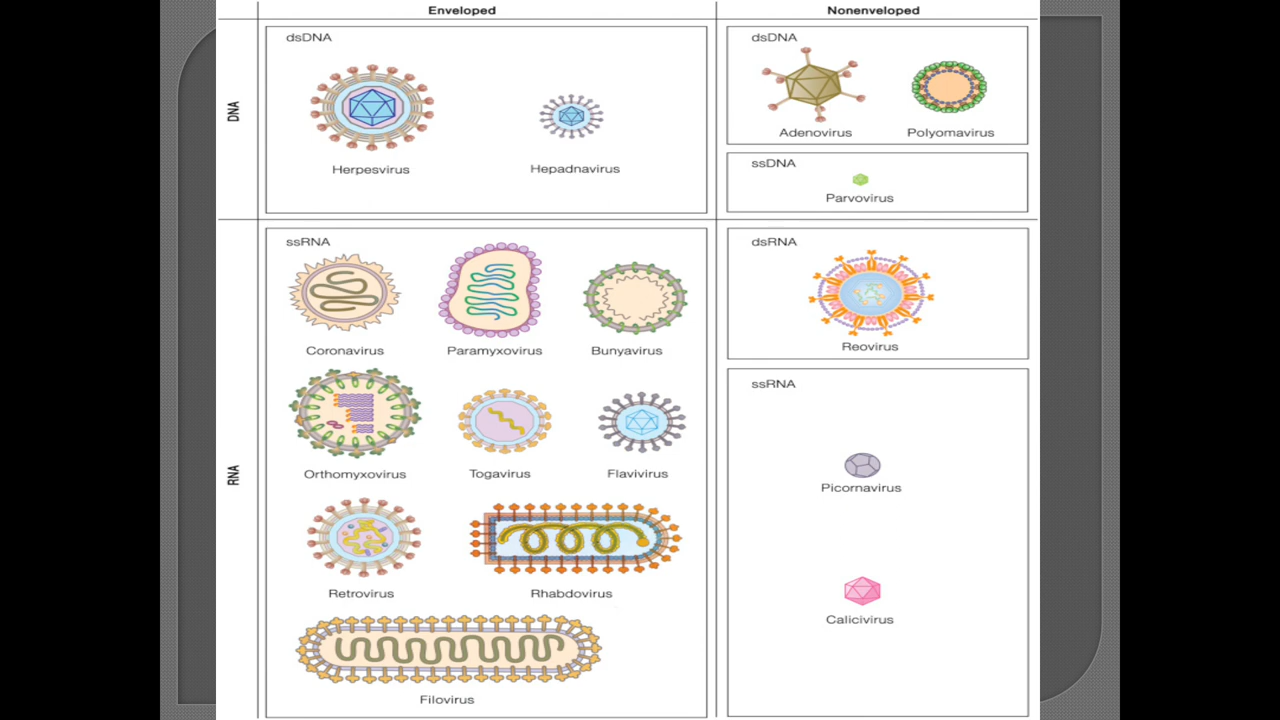 Enveloped
Nonenveloped
DNA
dsDNA
Herpesvirus
Hepadnavirus
dsDNA
Adenovirus
Polyomavirus
ssDNA
Parvovirus
RNA
ssRNA
Coronavirus
Paramyxovirus
Bunyavirus
Orthomyxovirus
Togavirus
Flavivirus
Retrovirus
Rhabdovirus
Filovirus
dsRNA
Reovirus
ssRNA
Picornavirus
Calicivirus